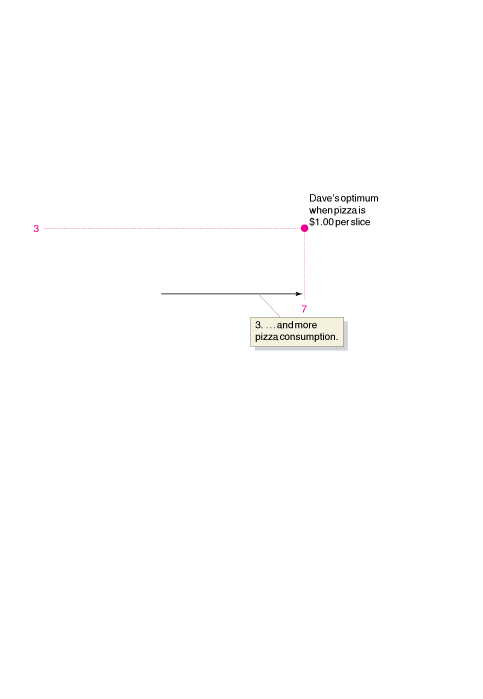 Dave's optimum
when pizza is
$1.00 per slice
3
7
3. ... and more
pizza consumption.